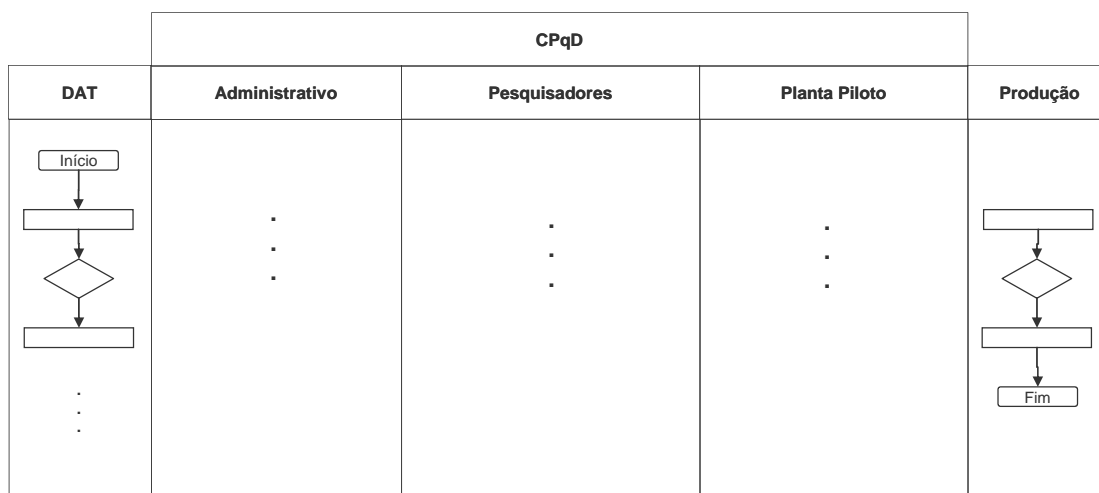 CPqD
DAT
Administrativo
Pesquisadores
Planta Piloto
Produção
Início
Fim